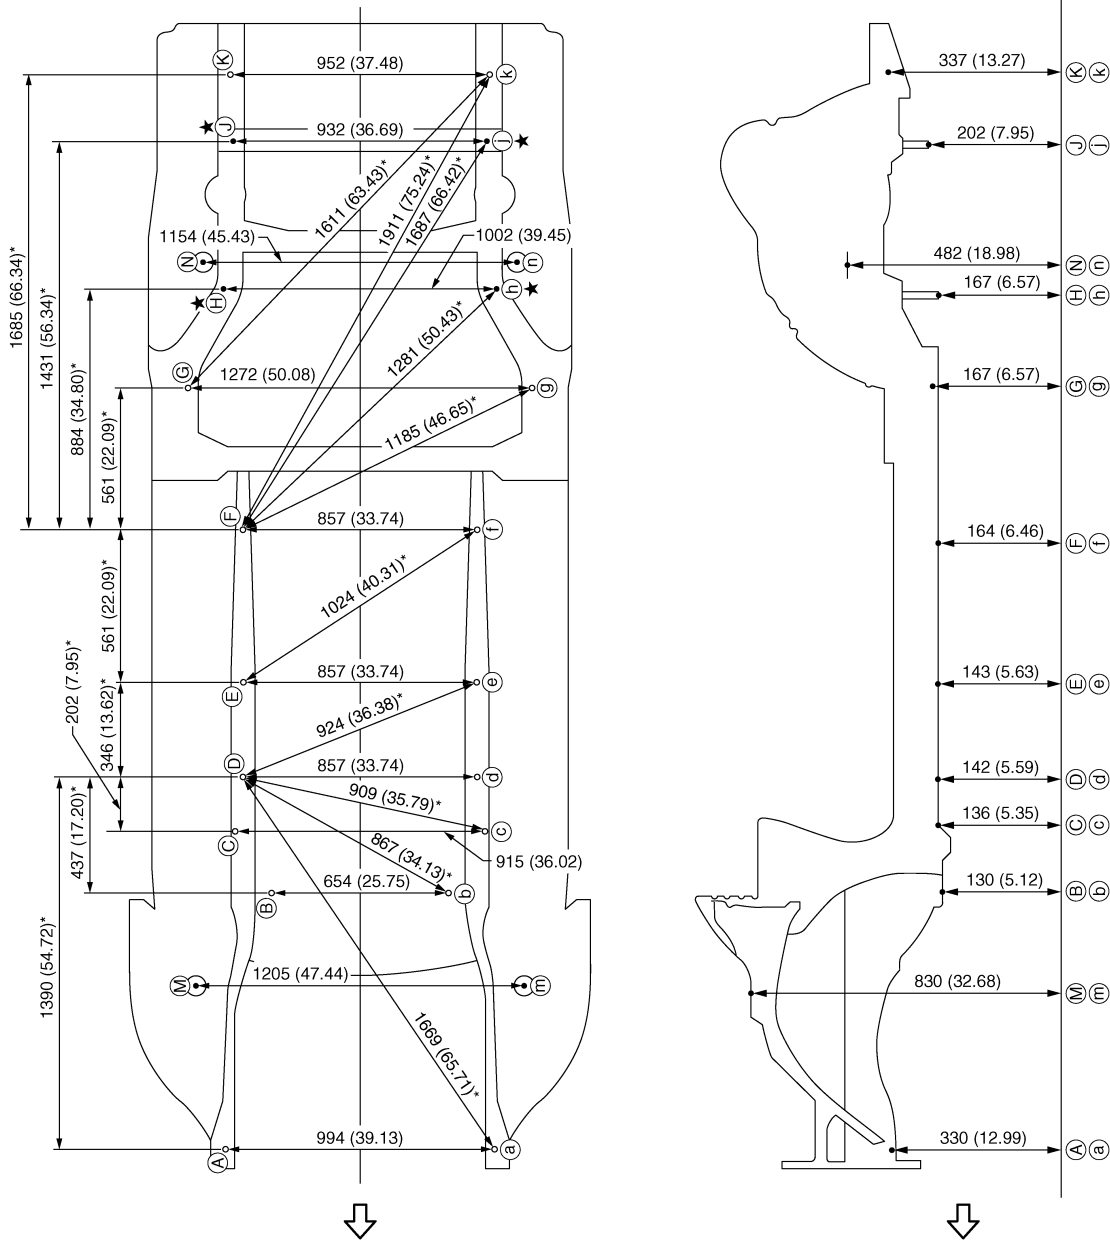 K
952 (37.48)
k
337 (13.27)
K k
★
J
932 (36.69)
j
★
202 (7.95)
J j
1611 (63.43)*
1911 (75.24)*
1687 (66.42)*
1154 (45.43)
1002 (39.45)
N
n
482 (18.98)
N n
★
H
h
★
167 (6.57)
H h
1685 (66.34)*
1431 (56.34)*
884 (34.80)*
561 (22.09)*
G
1272 (50.08)
g
1281 (50.43)*
1185 (46.65)*
167 (6.57)
G g
F
857 (33.74)
f
164 (6.46)
F f
561 (22.09)*
1024 (40.31)*
E
857 (33.74)
e
143 (5.63)
E e
202 (7.95)*
346 (13.62)*
924 (36.38)*
D
857 (33.74)
d
142 (5.59)
D d
909 (35.79)*
C
c
136 (5.35)
C c
867 (34.13)*
915 (36.02)
437 (17.20)*
654 (25.75)
B
b
130 (5.12)
B b
1390 (54.72)*
1205 (47.44)
M
m
830 (32.68)
M m
1669 (65.71)*
994 (39.13)
A
a
330 (12.99)
A a